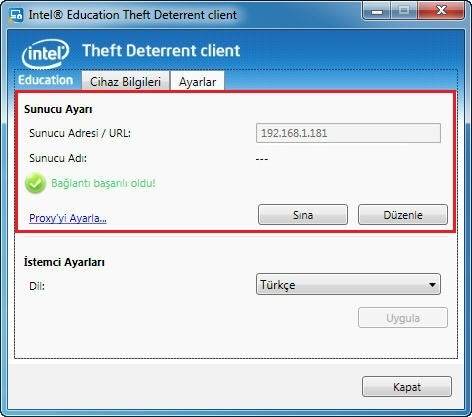 Intel® Education Theft Deterrent client
intel
Education
Theft Deterrent client
Cihaz Bilgileri
Ayarlar
Sunucu Ayarı
Sunucu Adresi / URL:
192.168.1.181
Sunucu Adı:
---
Bağlantı başarılı oldu!
Proxy'yi Ayarla...
Sına
Düzenle
İstemci Ayarları
Dil:
Türkçe
Uygula
Kapat